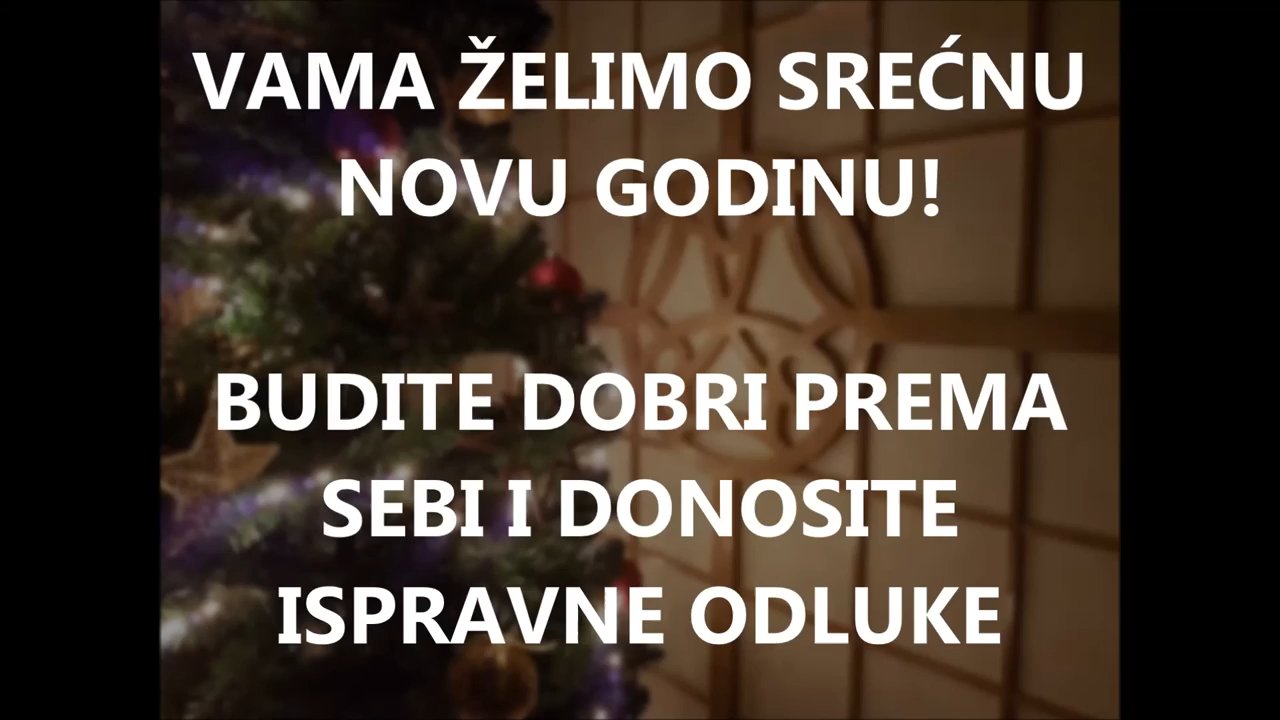 VAMA ŽELIMO SREĆNU
NOVU GODINU!
BUDITE DOBRI PREMA
SEBI I DONOSITE
ISPRAVNE ODLUKE